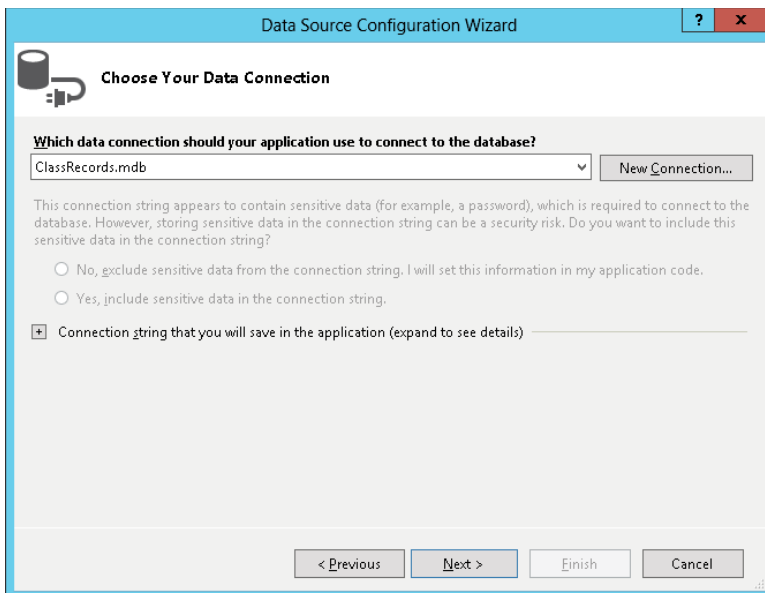 Data Source Configuration Wizard
?
x
Choose Your Data Connection
Which data connection should your application use to connect to the database?
ClassRecords.mdb
New Connection...
This connection string appears to contain sensitive data (for example, a password), which is required to connect to the
database. However, storing sensitive data in the connection string can be a security risk. Do you want to include this
sensitive data in the connection string?
No, exclude sensitive data from the connection string. I will set this information in my application code.
Yes, include sensitive data in the connection string.
+ Connection string that you will save in the application (expand to see details)
< Previous
Next >
Finish
Cancel